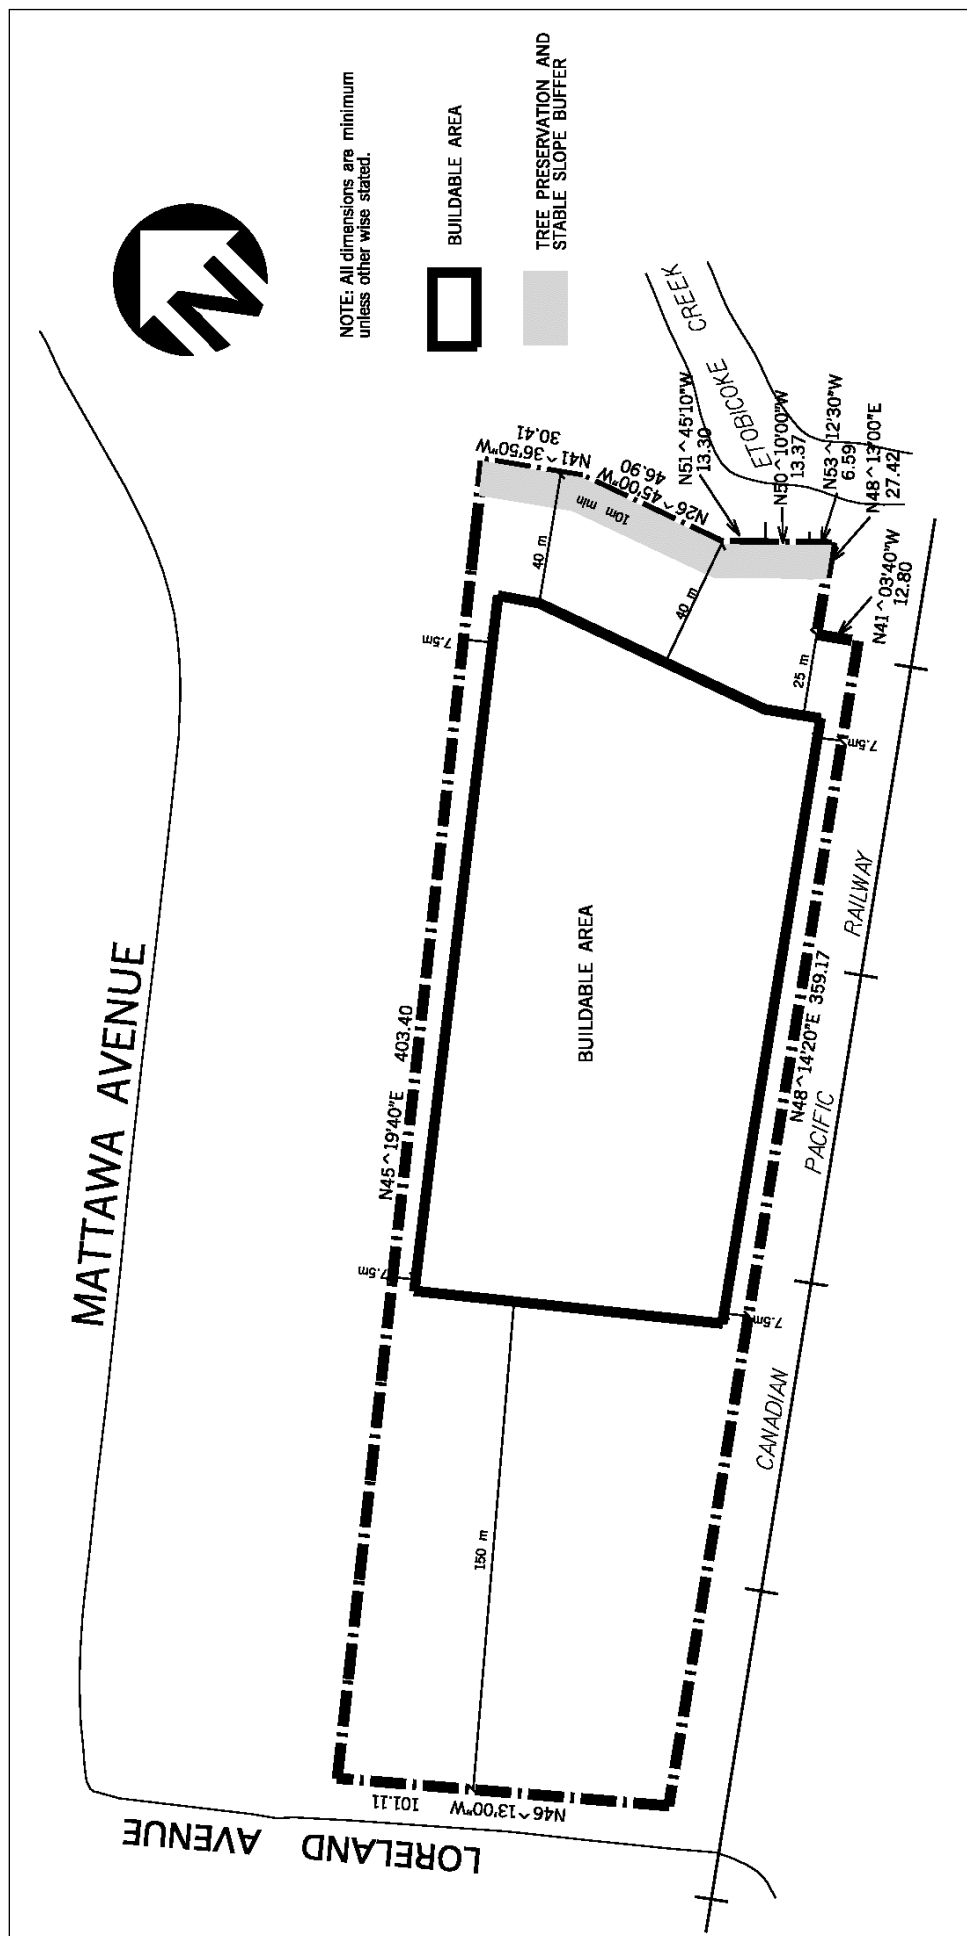 NOTE: All dimensions are minimum
unless other wise stated.
BUILDABLE AREA
TREE PRESERVATION AND
STABLE SLOPE BUFFER
N
MATTAWA AVENUE
LORELAND AVENUE
ETOBICOKE CREEK
CANADIAN PACIFIC RAILWAY
BUILDABLE AREA
N45^19'40"E 403.40
N41^36'50"W
30.41
N26^45'00"W
46.90
10m min
N51^45'10"W
13.30
N50^10'00"W
13.37
N53^12'30"W
6.59
N48^13'00"E
27.42
N41^03'40"W
12.80
N48^14'20"E 359.17
N46^13'00"W 101.11
40 m
40 m
25 m
150 m
7.5m
7.5m
7.5m
7.5m